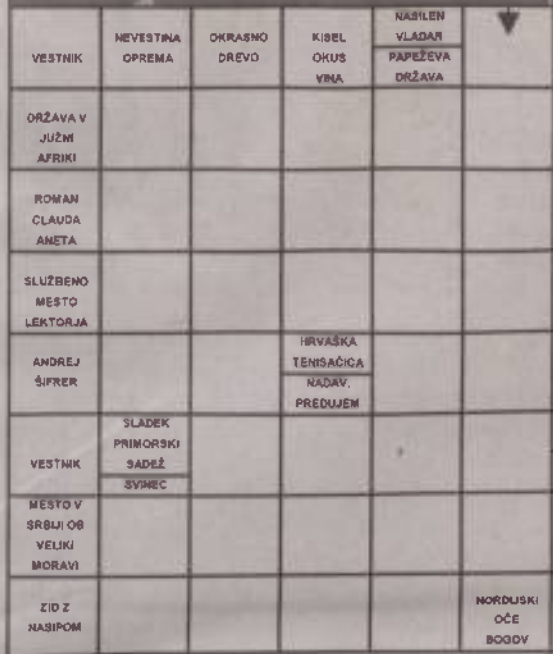 VESTNIK
NEVESTINA
OPREMA
OKRASNO
DREVO
KISEL
OKUS
VINA
NASILEN
VLADAR
PAPEŽEVA
DRŽAVA
DRŽAVA V
JUŽNI
AFRIKI
ROMAN
CLAUDA
ANETA
SLUŽBENO
MESTO
LEKTORJA
ANDREJ
ŠIFRER
HRVAŠKA
TENISAČICA
NADAV,
PREDUJEM
VESTNIK
SLADEK
PRIMORSKI
SADEŽ
SVINEC
MESTO V
SRBIJI OB
VELIKI
MORAVI
ZID Z
NASIPOM
NORDIJSKI
OČE
BOGOV